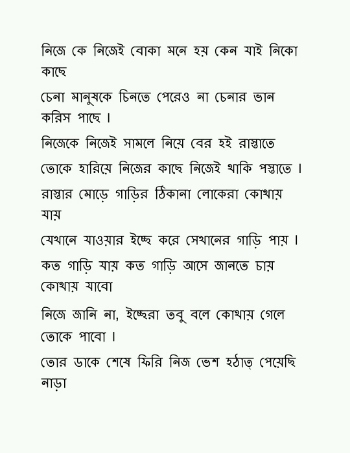 নিজে কে নিজেই বোকা মনে হয় কেন যাই নিকো
কাছে
চেনা মানুষকে চিনতে পেরেও না চেনার ভান
করিস পাছে ।
নিজেকে নিজেই সামলে নিয়ে বের হই রাস্তাতে
তোকে হারিয়ে নিজের কাছে নিজেই থাকি পস্তাতে ।
রাস্তার মোড়ে গাড়ির ঠিকানা লোকেরা কোথায়
যায়
যেখানে যাওয়ার ইচ্ছে করে সেখানের গাড়ি পায় ।
কত গাড়ি যায় কত গাড়ি আসে জানতে চায়
কোথায় যাবো
নিজে জানি না, ইচ্ছেরা তবু বলে কোথায় গেলে
তোকে পাবো ।
তোর ডাকে শেষে ফিরি নিজ ভেশ হঠাত্ পেয়েছি
নাড়া